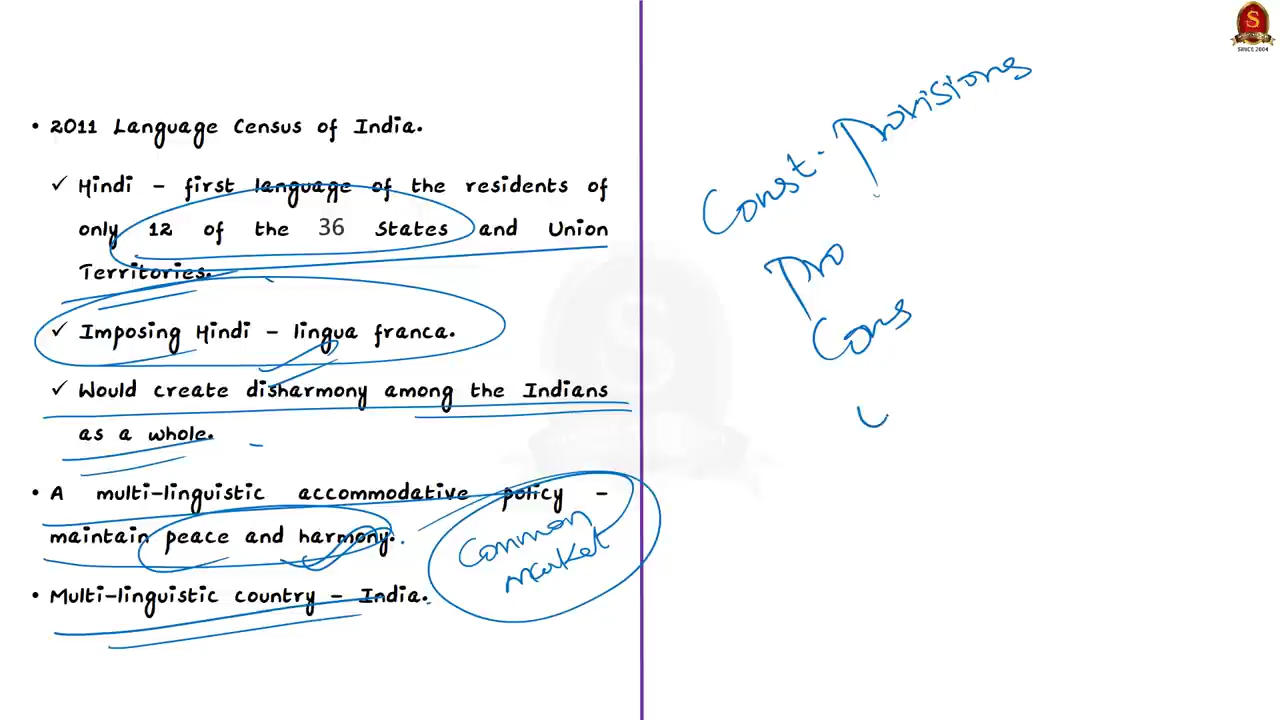 • 2011 Language Census of India.
✓ Hindi – first language of the residents of
only 12 of the 36 States and Union
Territories.
✓ Imposing Hindi – lingua franca.
✓ Would create disharmony among the Indians
as a whole.
• A multi-linguistic accommodative policy –
maintain peace and harmony.
• Multi-linguistic country – India.
Common
market
Const. Provisions
Pro
Cons
S
SINCE 2004